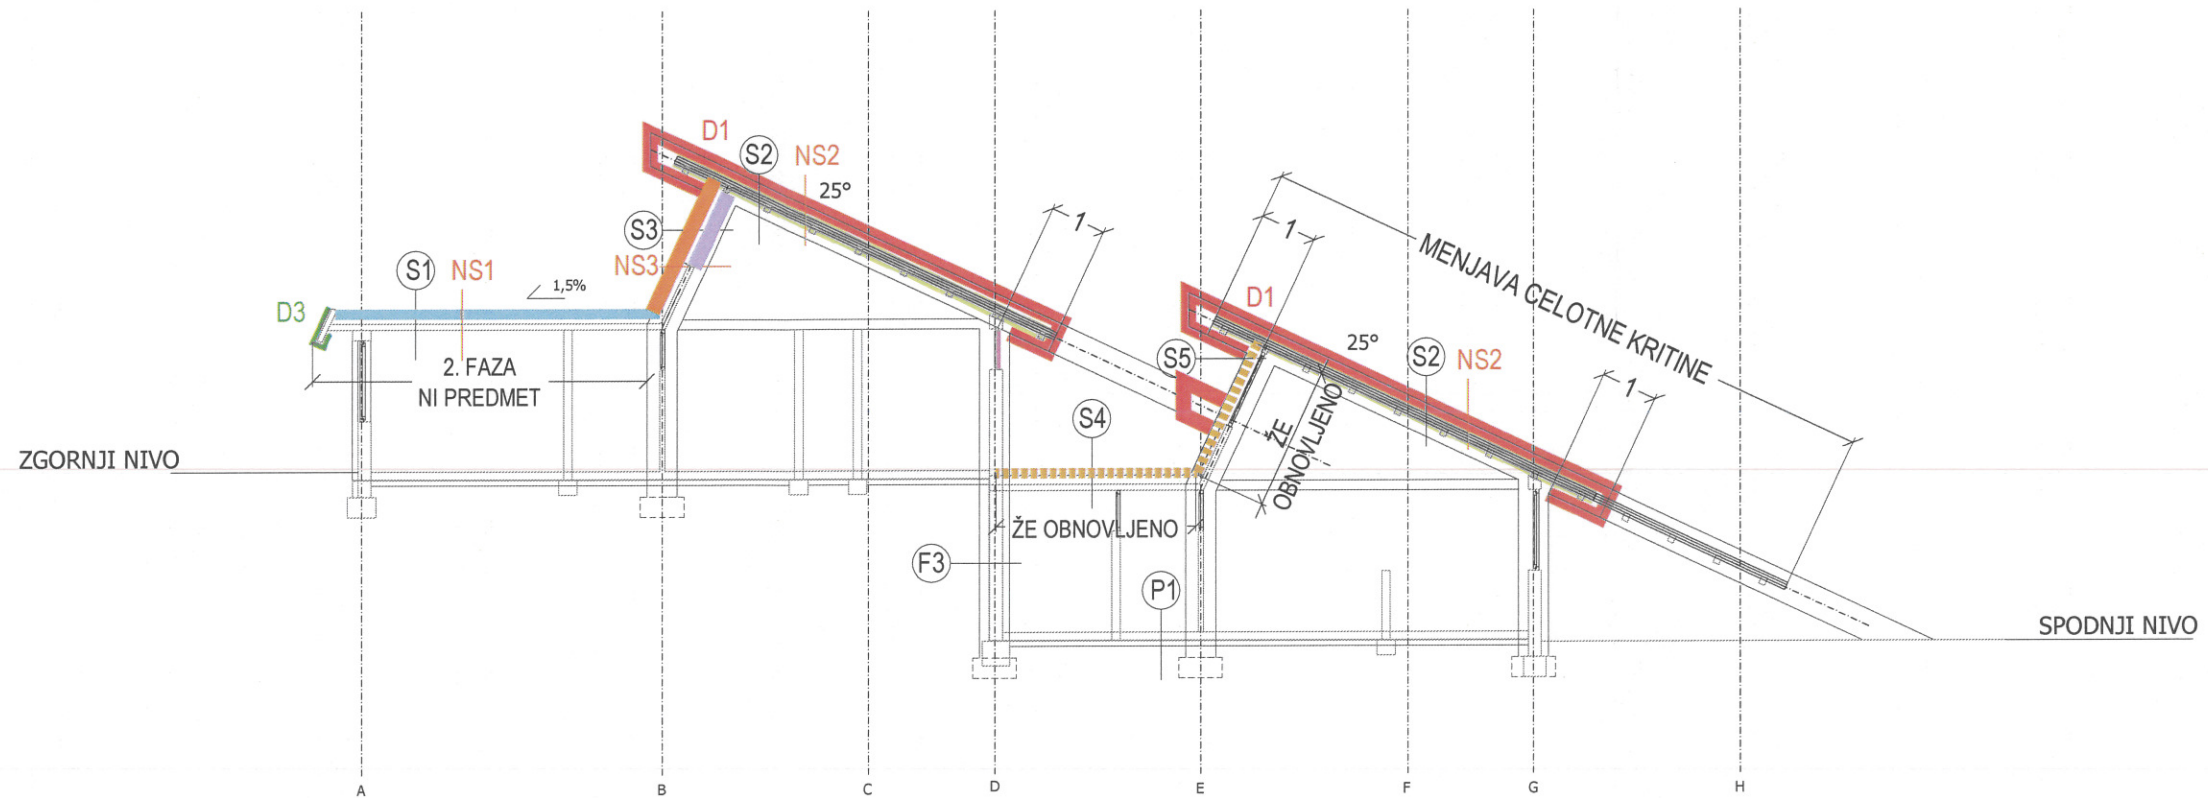 D1
S2
NS2
25°
S3
NS3
S1
NS1
1,5%
D3
2. FAZA
NI PREDMET
1
1
MENJAVA CELOTNE KRITINE
D1
25°
S2
NS2
S5
1
S4
ŽE
OBNOVLJENO
ZGORNJI NIVO
ŽE OBNOVLJENO
F3
P1
SPODNJI NIVO
A
B
C
D
E
F
G
H